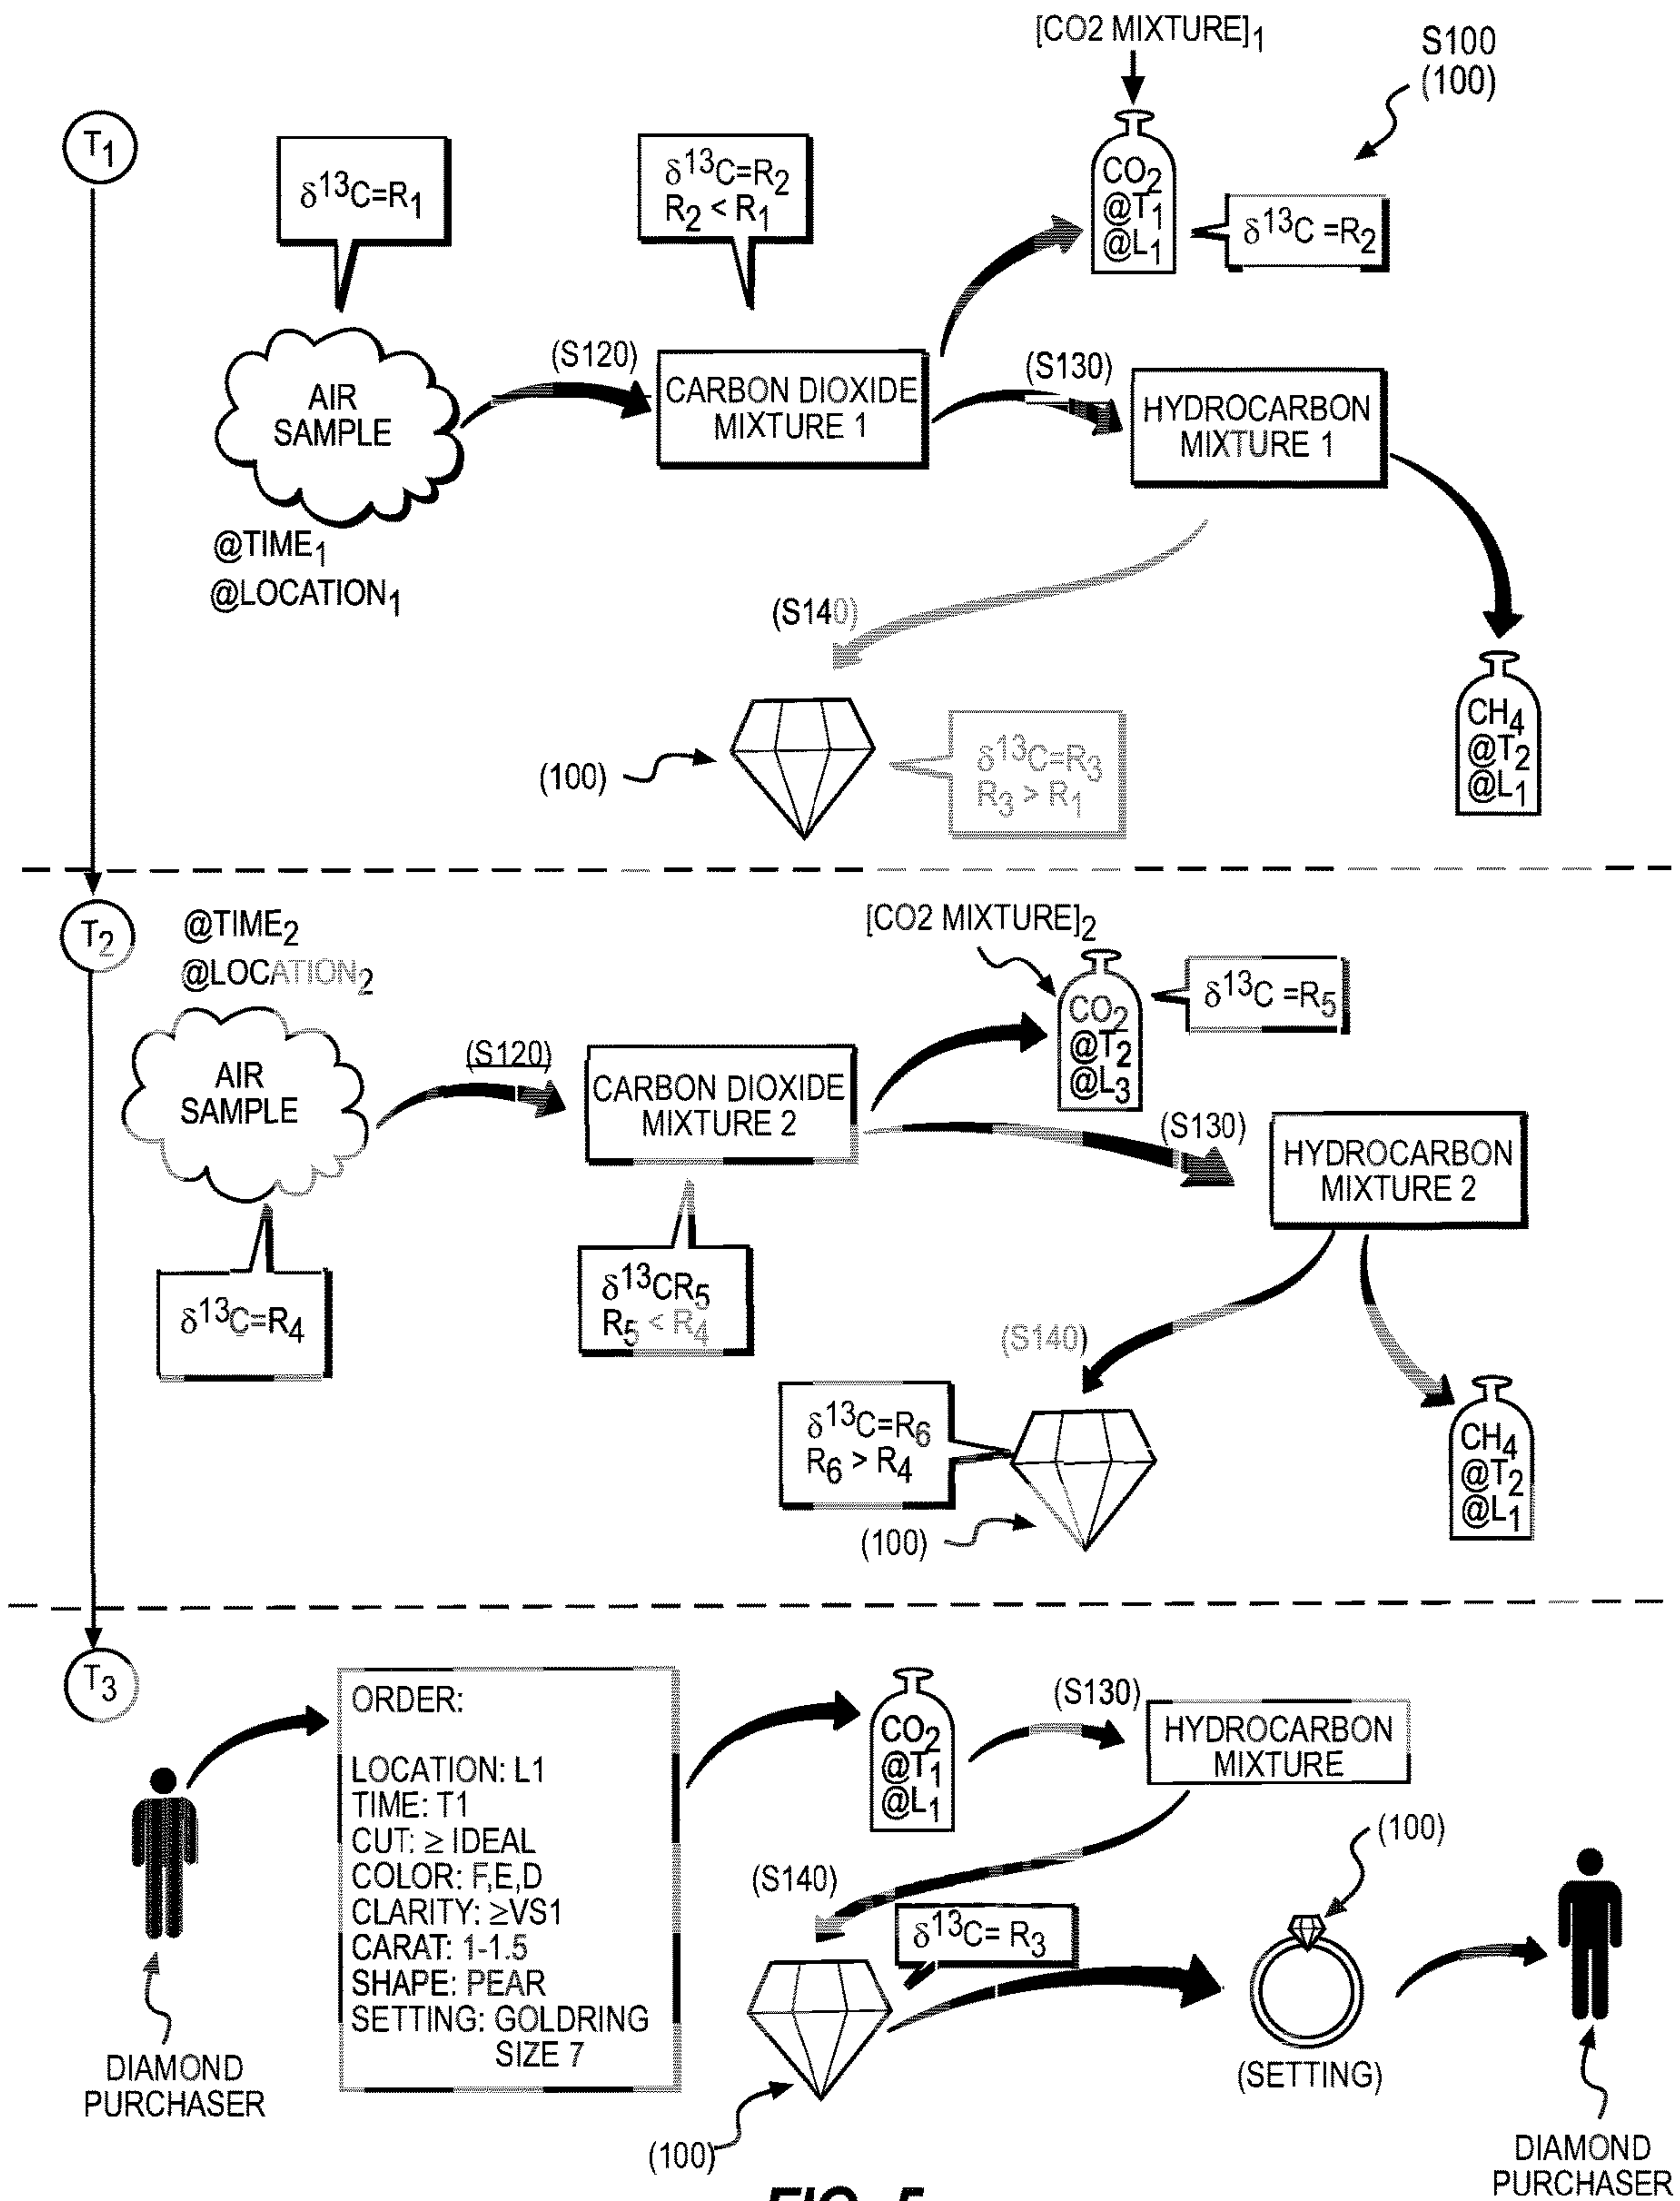 [CO2 MIXTURE]1
S100
(100)
T1
δ13C=R1
δ13C=R2
R2 < R1
CO2
@T1
@L1
δ13C =R2
AIR
SAMPLE
(S120)
CARBON DIOXIDE
MIXTURE 1
(S130)
HYDROCARBON
MIXTURE 1
@TIME1
@LOCATION1
(S140)
(100)
δ13C=R3
R3 > R1
CH4
@T2
@L1
T2
@TIME2
@LOCATION2
[CO2 MIXTURE]2
CO2
@T2
@L3
δ13C =R5
AIR
SAMPLE
(S120)
CARBON DIOXIDE
MIXTURE 2
(S130)
HYDROCARBON
MIXTURE 2
δ13C=R4
δ13CR5
R5 < R4
(S140)
δ13C=R6
R6 > R4
(100)
CH4
@T2
@L1
T3
ORDER:
LOCATION: L1
TIME: T1
CUT: ≥ IDEAL
COLOR: F,E,D
CLARITY: ≥VS1
CARAT: 1-1.5
SHAPE: PEAR
SETTING: GOLDRING
SIZE 7
CO2
@T1
@L1
(S130)
HYDROCARBON
MIXTURE
(S140)
δ13C= R3
(100)
(SETTING)
DIAMOND
PURCHASER
(100)
DIAMOND
PURCHASER
FIG. 5